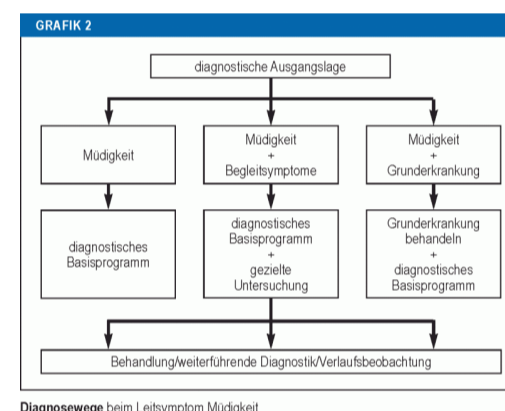 GRAFIK 2
diagnostische Ausgangslage
Müdigkeit
Müdigkeit
+
Begleitsymptome
Müdigkeit
+
Grunderkrankung
diagnostisches
Basisprogramm
diagnostisches
Basisprogramm
+
gezielte
Untersuchung
Grunderkrankung
behandeln
+
diagnostisches
Basisprogramm
Behandlung/weiterführende Diagnostik/Verlaufsbeobachtung
Diagnosewege beim Leitsymptom Müdigkeit